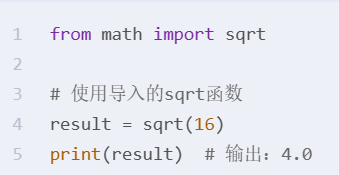 1 from math import sqrt
2
3 # 使用导入的sqrt函数
4 result = sqrt(16)
5 print(result)  # 输出：4.0